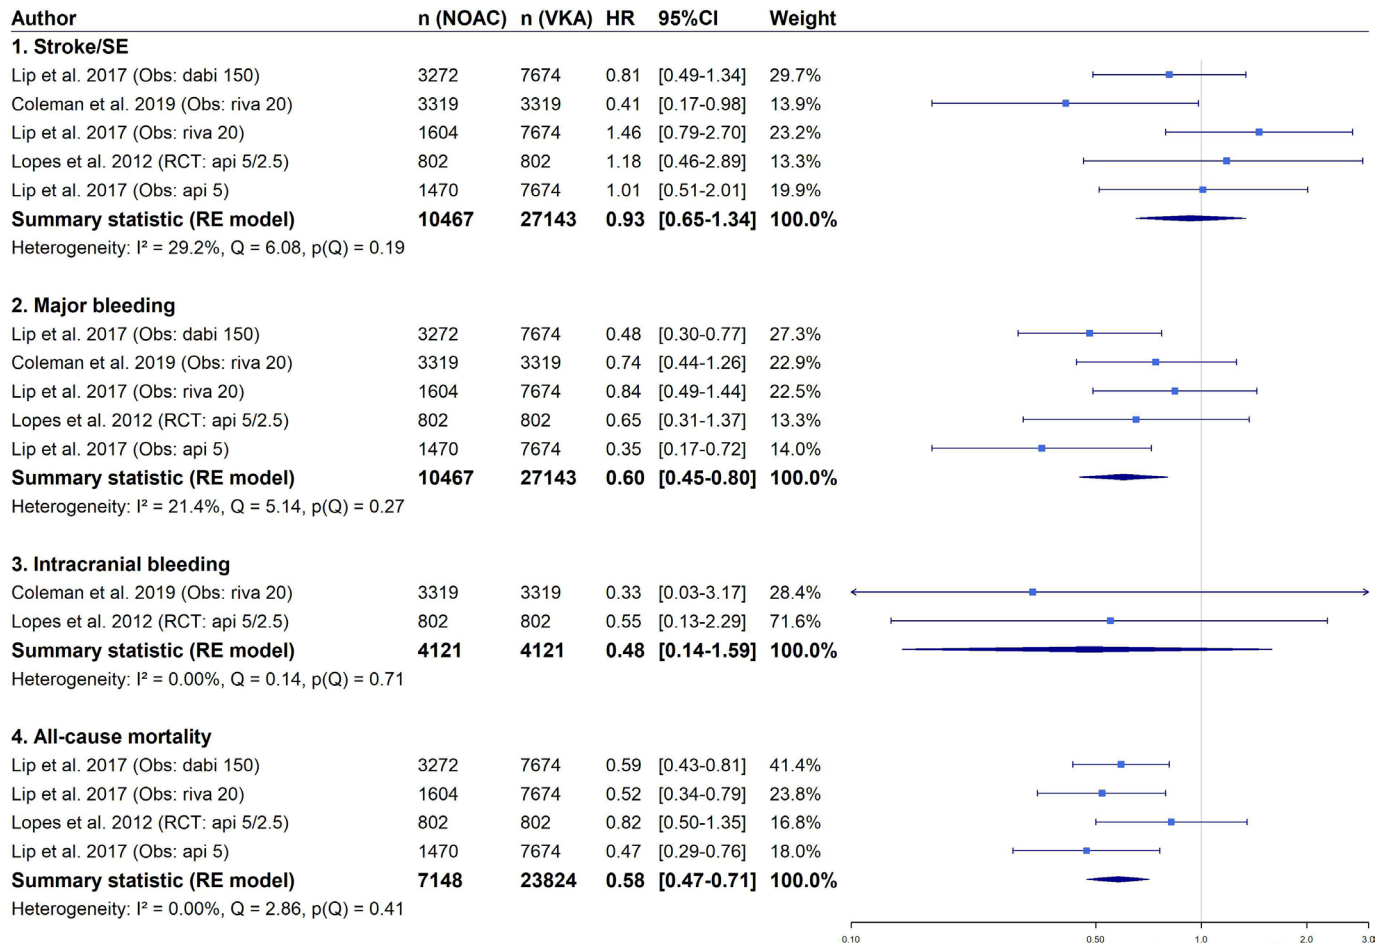 Author n (NOAC) n (VKA) HR 95%CI Weight
1. Stroke/SE
Lip et al. 2017 (Obs: dabi 150) 3272 7674 0.81 [0.49-1.34] 29.7%
Coleman et al. 2019 (Obs: riva 20) 3319 3319 0.41 [0.17-0.98] 13.9%
Lip et al. 2017 (Obs: riva 20) 1604 7674 1.46 [0.79-2.70] 23.2%
Lopes et al. 2012 (RCT: api 5/2.5) 802 802 1.18 [0.46-2.89] 13.3%
Lip et al. 2017 (Obs: api 5) 1470 7674 1.01 [0.51-2.01] 19.9%
Summary statistic (RE model) 10467 27143 0.93 [0.65-1.34] 100.0%
Heterogeneity: I² = 29.2%, Q = 6.08, p(Q) = 0.19
2. Major bleeding
Lip et al. 2017 (Obs: dabi 150) 3272 7674 0.48 [0.30-0.77] 27.3%
Coleman et al. 2019 (Obs: riva 20) 3319 3319 0.74 [0.44-1.26] 22.9%
Lip et al. 2017 (Obs: riva 20) 1604 7674 0.84 [0.49-1.44] 22.5%
Lopes et al. 2012 (RCT: api 5/2.5) 802 802 0.65 [0.31-1.37] 13.3%
Lip et al. 2017 (Obs: api 5) 1470 7674 0.35 [0.17-0.72] 14.0%
Summary statistic (RE model) 10467 27143 0.60 [0.45-0.80] 100.0%
Heterogeneity: I² = 21.4%, Q = 5.14, p(Q) = 0.27
3. Intracranial bleeding
Coleman et al. 2019 (Obs: riva 20) 3319 3319 0.33 [0.03-3.17] 28.4%
Lopes et al. 2012 (RCT: api 5/2.5) 802 802 0.55 [0.13-2.29] 71.6%
Summary statistic (RE model) 4121 4121 0.48 [0.14-1.59] 100.0%
Heterogeneity: I² = 0.00%, Q = 0.14, p(Q) = 0.71
4. All-cause mortality
Lip et al. 2017 (Obs: dabi 150) 3272 7674 0.59 [0.43-0.81] 41.4%
Lip et al. 2017 (Obs: riva 20) 1604 7674 0.52 [0.34-0.79] 23.8%
Lopes et al. 2012 (RCT: api 5/2.5) 802 802 0.82 [0.50-1.35] 16.8%
Lip et al. 2017 (Obs: api 5) 1470 7674 0.47 [0.29-0.76] 18.0%
Summary statistic (RE model) 7148 23824 0.58 [0.47-0.71] 100.0%
Heterogeneity: I² = 0.00%, Q = 2.86, p(Q) = 0.41
0.10 0.50 1.0 2.0 3.0